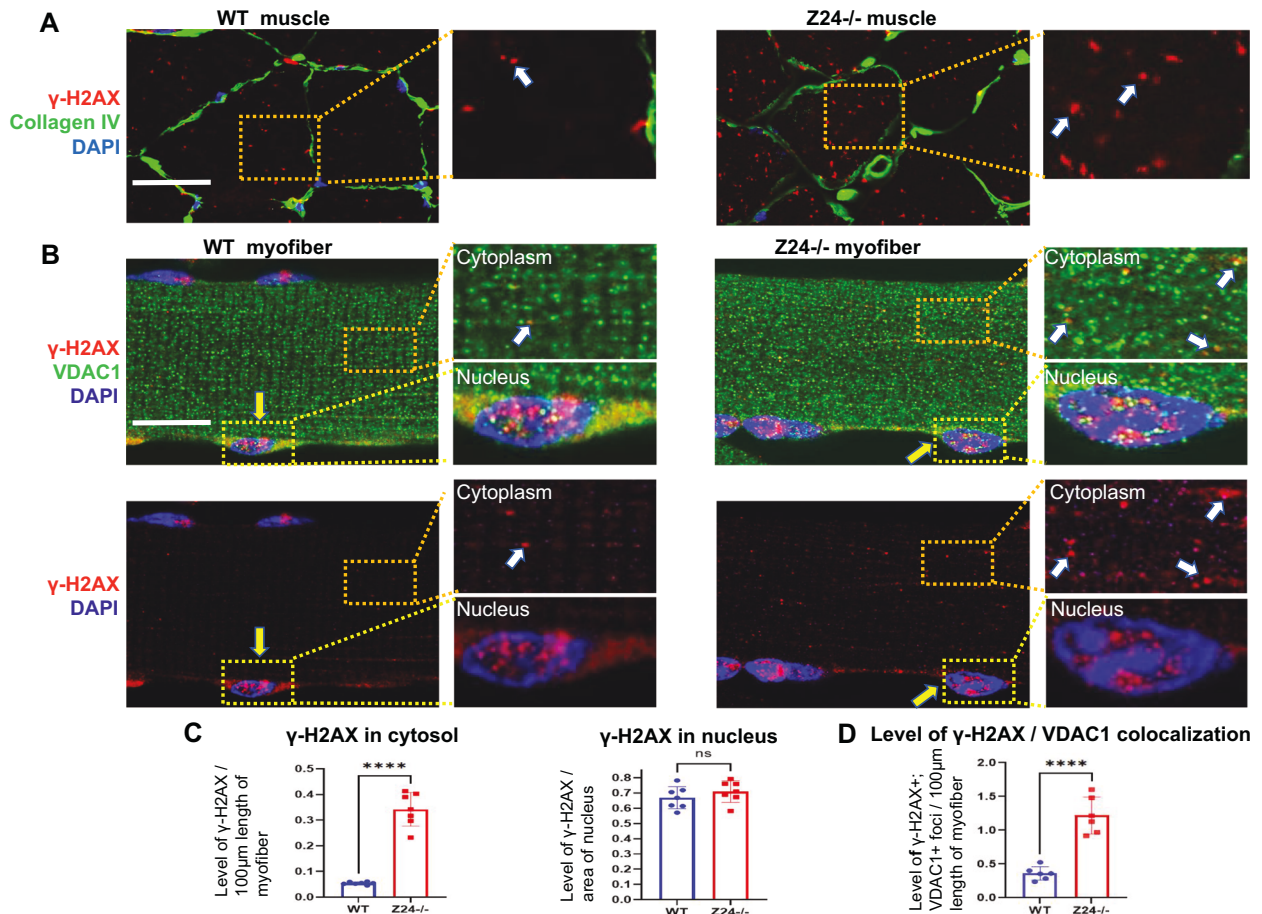 A
WT muscle
Z24-/- muscle
γ-H2AX
Collagen IV
DAPI
B
WT myofiber
Z24-/- myofiber
γ-H2AX
VDAC1
DAPI
Cytoplasm
Nucleus
Cytoplasm
Nucleus
γ-H2AX
DAPI
Cytoplasm
Nucleus
Cytoplasm
Nucleus
C
γ-H2AX in cytosol
Level of γ-H2AX /
100μm length of
myofiber
0.5
0.4
0.3
0.2
0.1
0.0
****
WT
Z24-/-
γ-H2AX in nucleus
Level of γ-H2AX /
area of nucleus
0.8
0.7
0.6
0.5
0.4
0.3
0.2
0.1
0.0
ns
WT
Z24-/-
D
Level of γ-H2AX / VDAC1 colocalization
Level of γ-H2AX+;
VDAC1+ foci / 100μm
length of myofiber
2.0
1.5
1.0
0.5
0.0
****
WT
Z24-/-